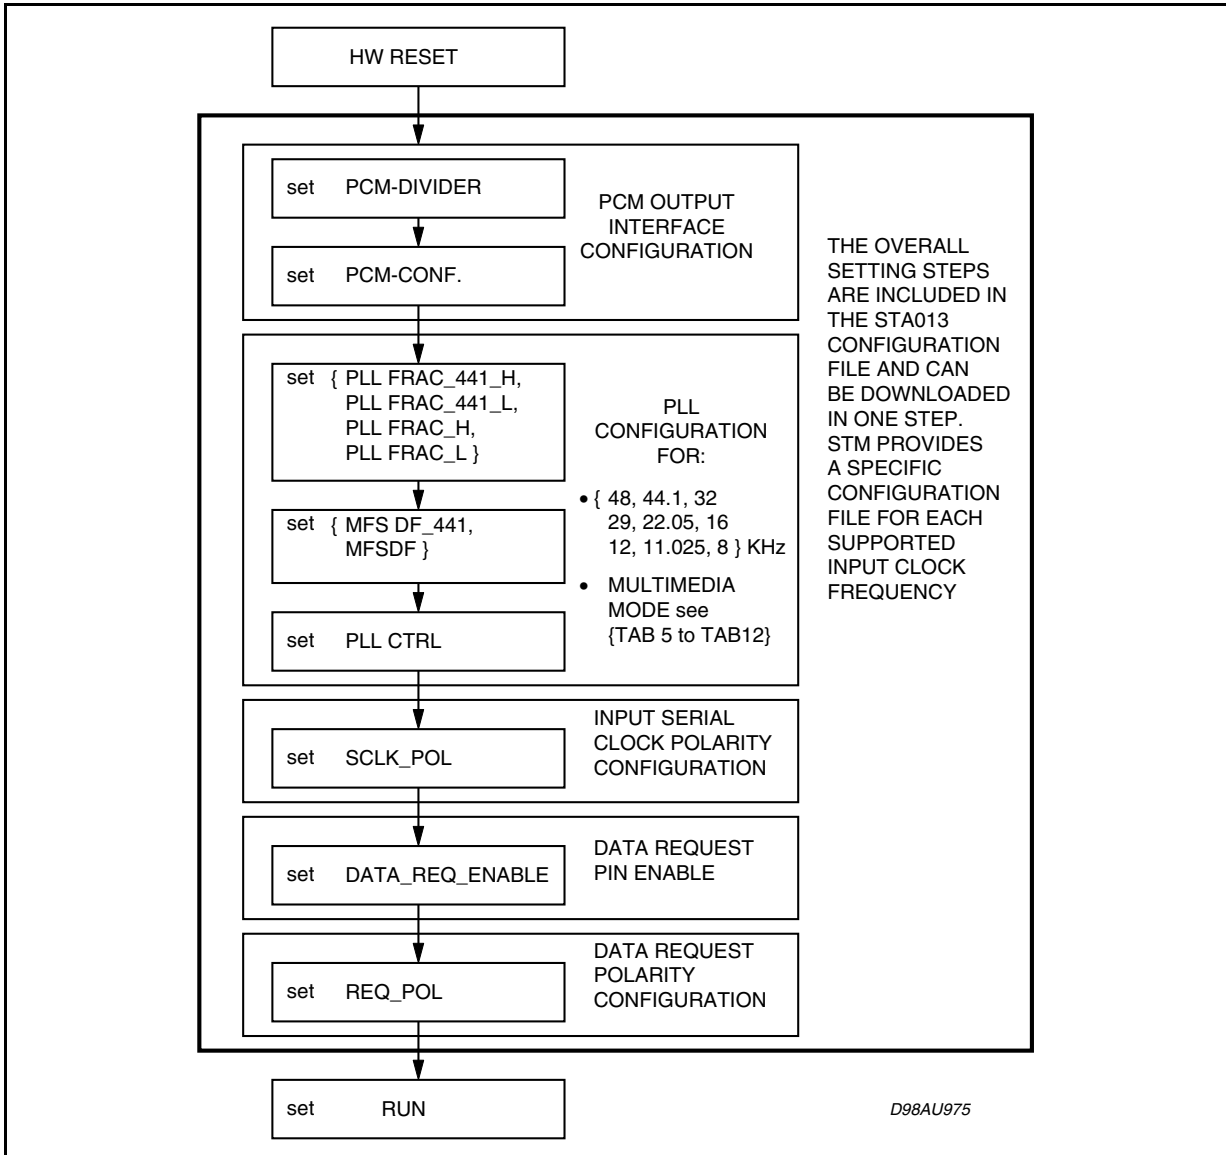 HW RESET
set PCM-DIVIDER
set PCM-CONF.
PCM OUTPUT
INTERFACE
CONFIGURATION
set { PLL FRAC_441_H,
PLL FRAC_441_L,
PLL FRAC_H,
PLL FRAC_L }
set { MFS DF_441,
MFSDF }
set PLL CTRL
PLL
CONFIGURATION
FOR:
• { 48, 44.1, 32
29, 22.05, 16
12, 11.025, 8 } KHz
• MULTIMEDIA
MODE see
{TAB 5 to TAB12}
set SCLK_POL
INPUT SERIAL
CLOCK POLARITY
CONFIGURATION
set DATA_REQ_ENABLE
DATA REQUEST
PIN ENABLE
set REQ_POL
DATA REQUEST
POLARITY
CONFIGURATION
THE OVERALL
SETTING STEPS
ARE INCLUDED IN
THE STA013
CONFIGURATION
FILE AND CAN
BE DOWNLOADED
IN ONE STEP.
STM PROVIDES
A SPECIFIC
CONFIGURATION
FILE FOR EACH
SUPPORTED
INPUT CLOCK
FREQUENCY
set RUN
D98AU975